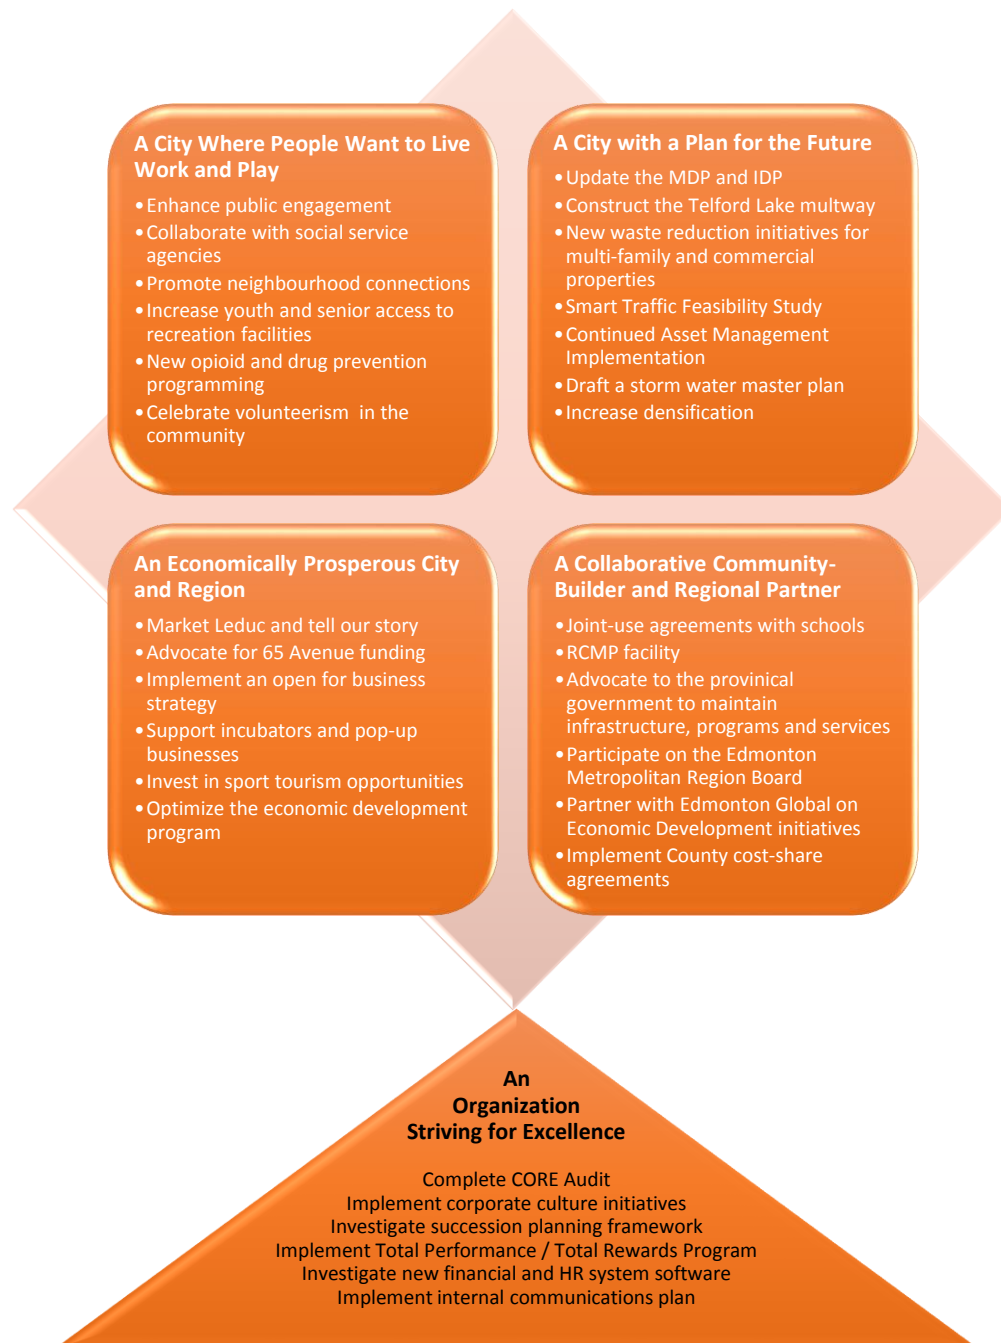 A City Where People Want to Live
Work and Play
•Enhance public engagement
•Collaborate with social service
agencies
•Promote neighbourhood connections
•Increase youth and senior access to
recreation facilities
•New opioid and drug prevention
programming
•Celebrate volunteerism  in the
community
A City with a Plan for the Future
•Update the MDP and IDP
•Construct the Telford Lake multway
•New waste reduction initiatives for
multi-family and commercial
properties
•Smart Traffic Feasibility Study
•Continued Asset Management
Implementation
•Draft a storm water master plan
•Increase densification
An Economically Prosperous City
and Region
•Market Leduc and tell our story
•Advocate for 65 Avenue funding
•Implement an open for business
strategy
•Support incubators and pop-up
businesses
•Invest in sport tourism opportunities
•Optimize the economic development
program
A Collaborative Community-
Builder and Regional Partner
•Joint-use agreements with schools
•RCMP facility
•Advocate to the provinical
government to maintain
infrastructure, programs and services
•Participate on the Edmonton
Metropolitan Region Board
•Partner with Edmonton Global on
Economic Development initiatives
•Implement County cost-share
agreements
An
Organization
Striving for Excellence
Complete CORE Audit
Implement corporate culture initiatives
Investigate succession planning framework
Implement Total Performance / Total Rewards Program
Investigate new financial and HR system software
Implement internal communications plan